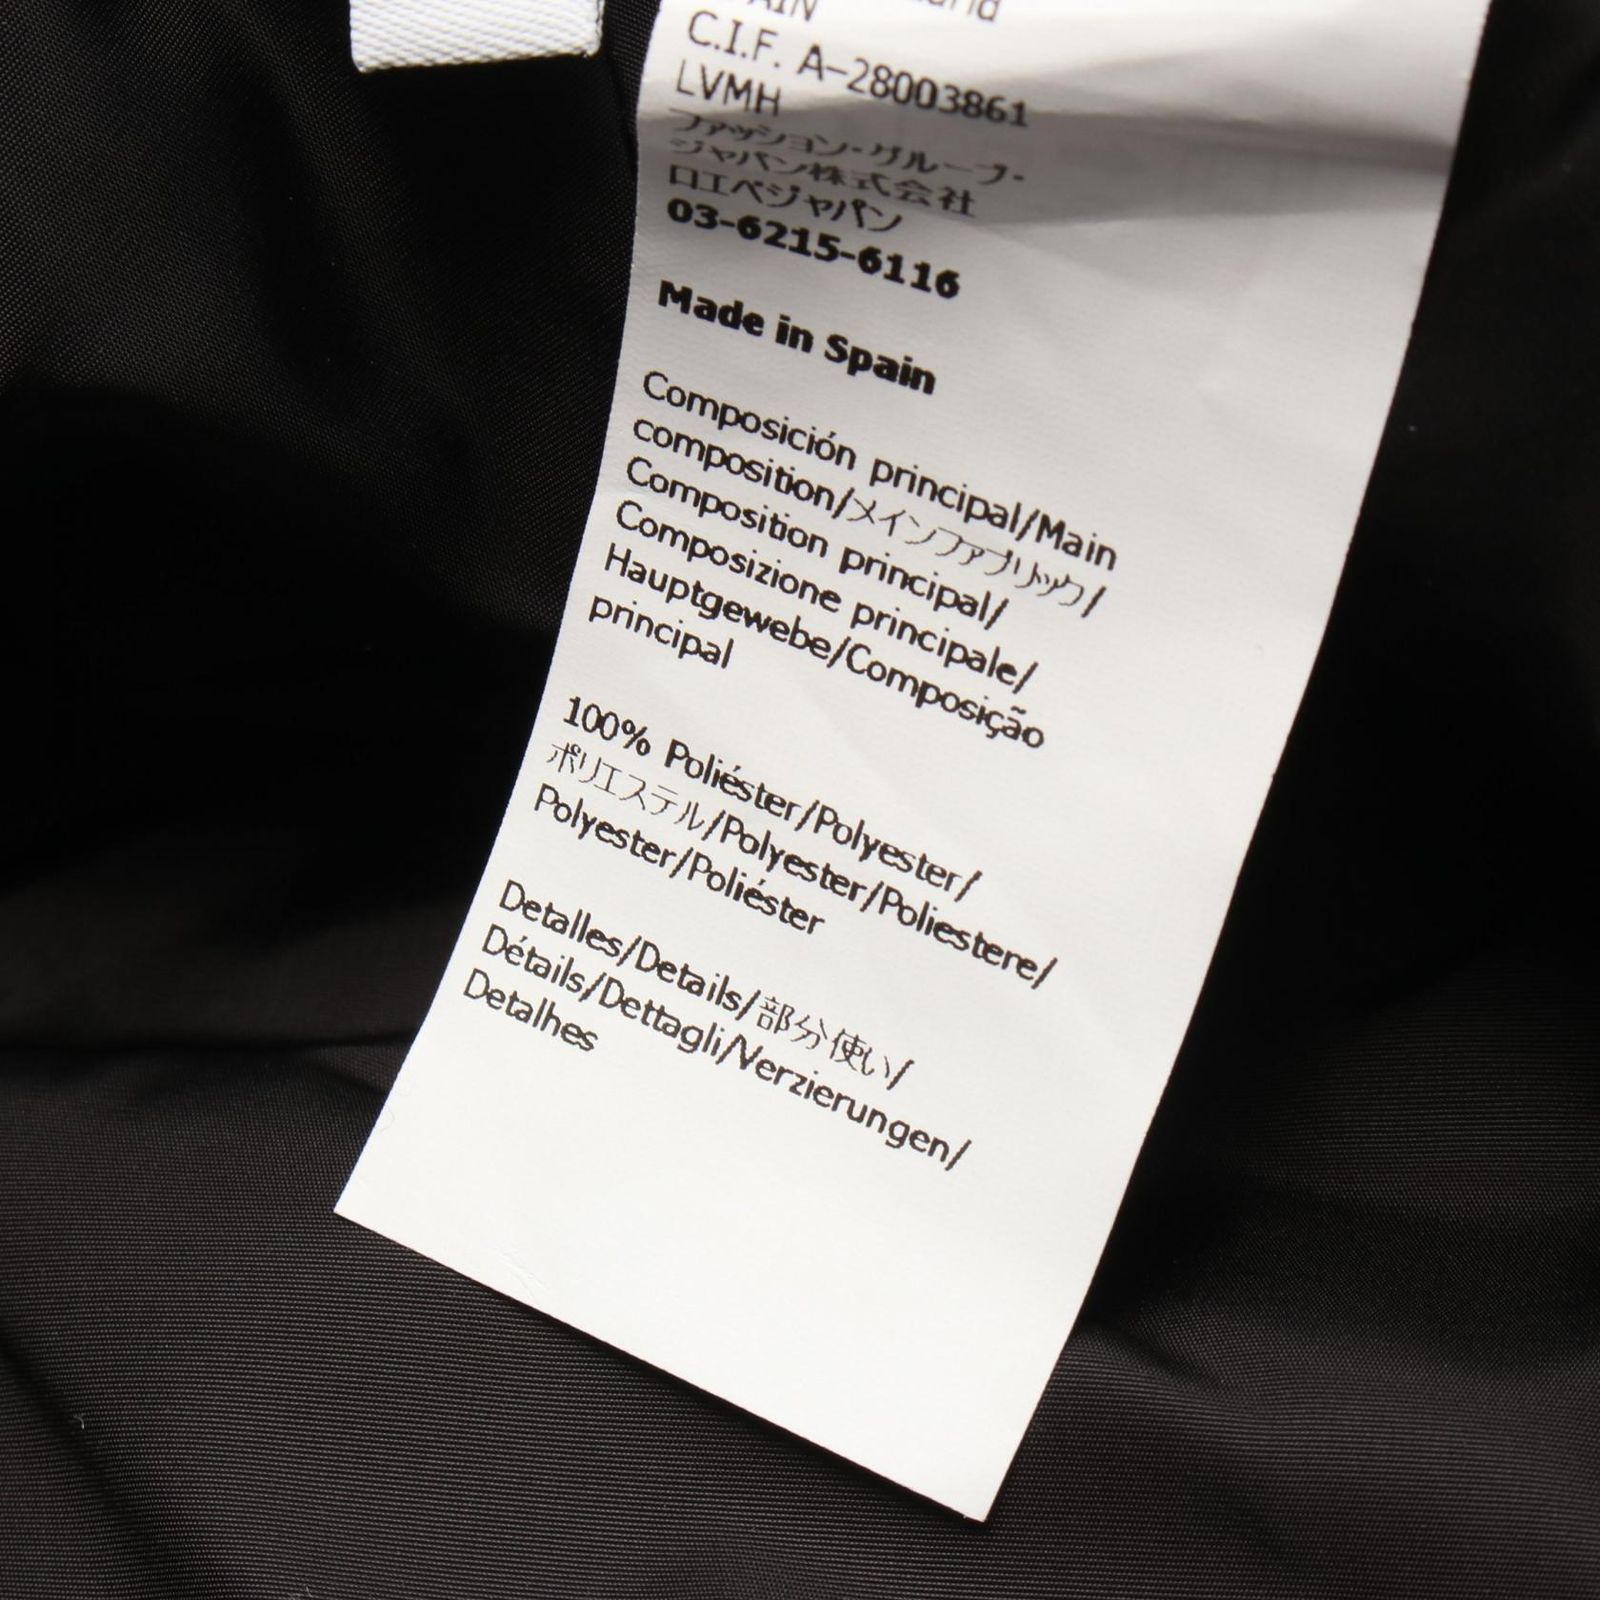 C.I.F. A-28003861
LVMH
ファッション・グループ・
ジャパン株式会社
ロエベジャパン
03-6215-6116
Made in Spain
Composición principal/Main
composition/メインファブリック/
Composition principal/
Composizione principale/
Hauptgewebe/Composição
principal
100% Poliéster/Polyester/
ポリエステル/Polyester/Poliestere/
Polyester/Poliéster
Detalles/Details/部分使い/
Détails/Dettagli/Verzierungen/
Detalhes